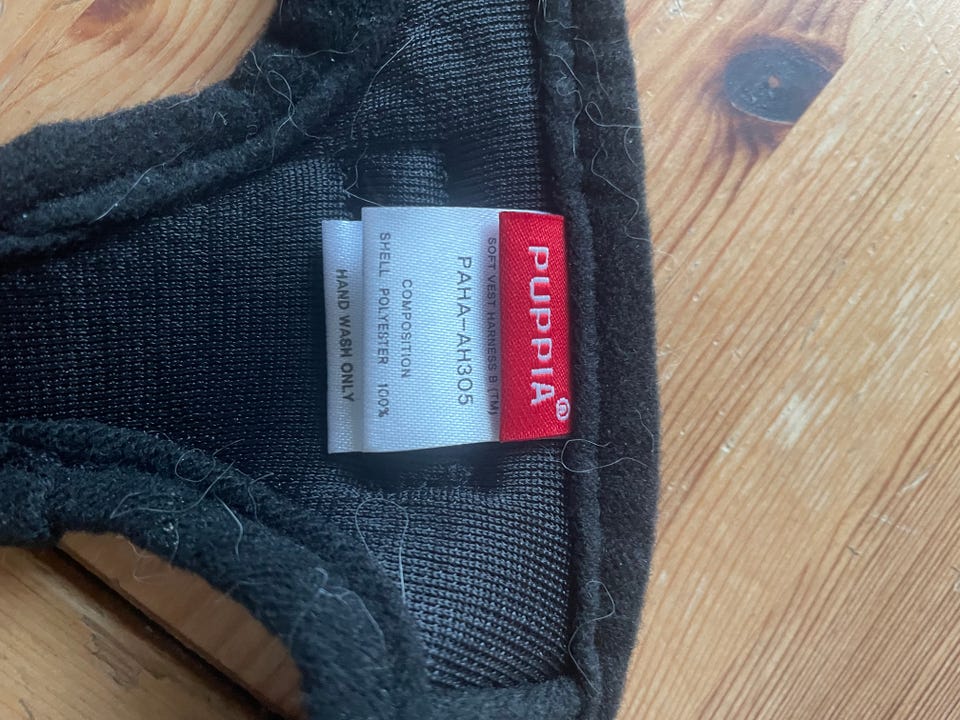 PUPPIA®
SOFT VEST HARNESS B (TM)
PAHA-AH305
COMPOSITION
SHELL POLYESTER 100%
HAND WASH ONLY